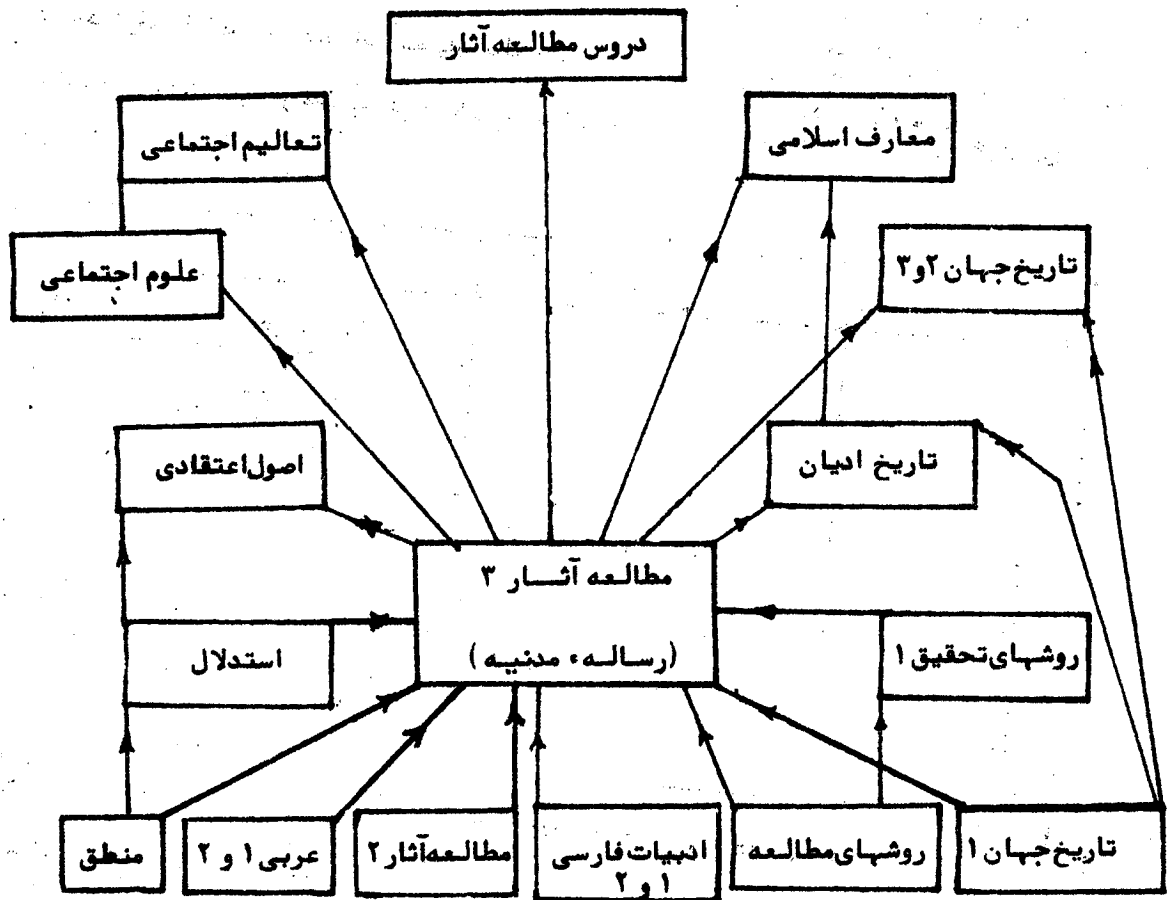 دروس مطالعه آثار
معارف اسلامی
تعالیم اجتماعی
تاریخ جهان ۲ و ۳
علوم اجتماعی
تاریخ ادیان
اصول اعتقادی
مطالعه آثار ۳
(رساله ٔ مدنیه)
روشهای تحقیق ۱
استدلال
تاریخ جهان ۱
روشهای مطالعه
ادبیات فارسی
۱ و ۲
مطالعه آثار ۲
عربی ۱ و ۲
منطق